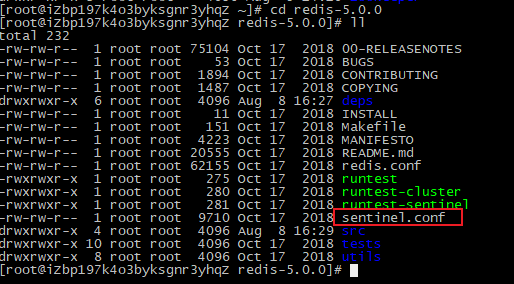 [root@izbp197k4o3byksgnr3yhqZ ~]# cd redis-5.0.0
[root@izbp197k4o3byksgnr3yhqZ redis-5.0.0]# ll
total 232
-rw-rw-r-- 1 root root 75104 Oct 17 2018 00-RELEASENOTES
-rw-rw-r-- 1 root root 53 Oct 17 2018 BUGS
-rw-rw-r-- 1 root root 1894 Oct 17 2018 CONTRIBUTING
-rw-rw-r-- 1 root root 1487 Oct 17 2018 COPYING
drwxrwxr-x 6 root root 4096 Aug 8 16:27 deps
-rw-rw-r-- 1 root root 11 Oct 17 2018 INSTALL
-rw-rw-r-- 1 root root 151 Oct 17 2018 Makefile
-rw-rw-r-- 1 root root 4223 Oct 17 2018 MANIFESTO
-rw-rw-r-- 1 root root 20555 Oct 17 2018 README.md
-rw-rw-r-- 1 root root 62155 Oct 17 2018 redis.conf
-rwxrwxr-x 1 root root 275 Oct 17 2018 runtest
-rwxrwxr-x 1 root root 280 Oct 17 2018 runtest-cluster
-rwxrwxr-x 1 root root 281 Oct 17 2018 runtest-sentinel
-rw-rw-r-- 1 root root 9710 Oct 17 2018 sentinel.conf
drwxrwxr-x 4 root root 4096 Aug 8 16:29 src
drwxrwxr-x 10 root root 4096 Oct 17 2018 tests
drwxrwxr-x 8 root root 4096 Oct 17 2018 utils
[root@izbp197k4o3byksgnr3yhqZ redis-5.0.0]#